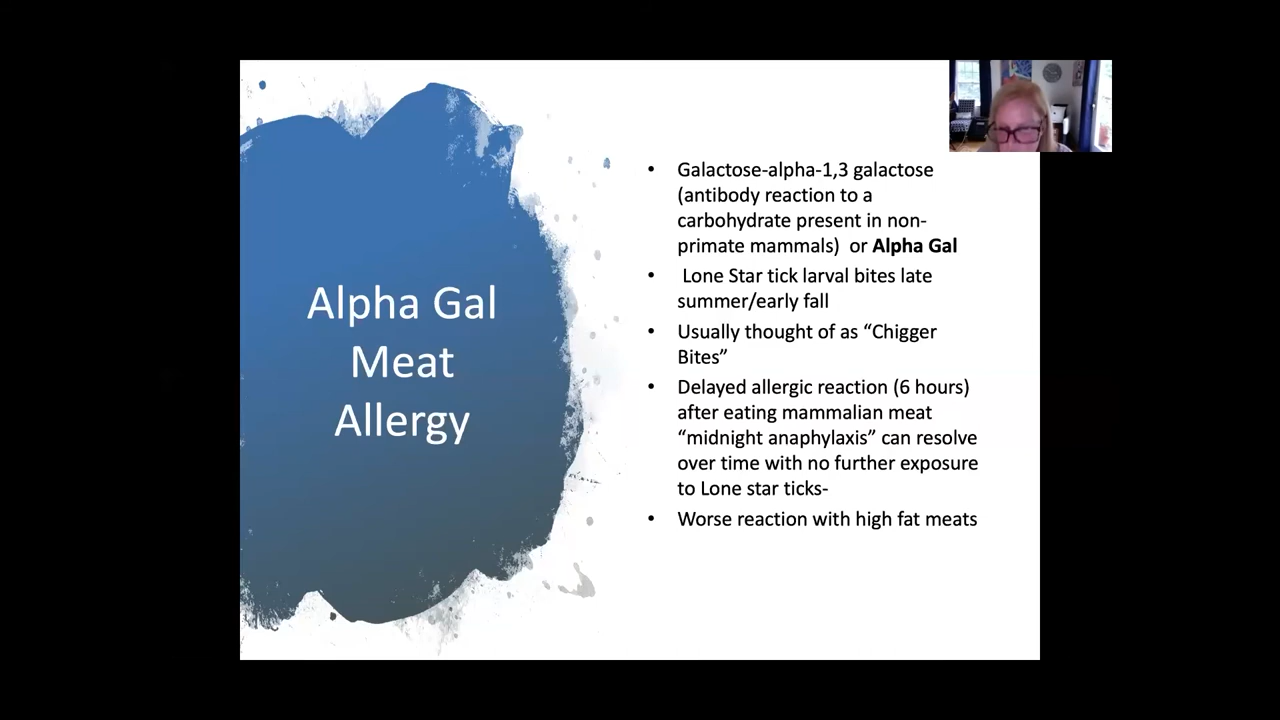 Alpha Gal
Meat
Allergy
• Galactose-alpha-1,3 galactose
(antibody reaction to a
carbohydrate present in non-
primate mammals)  or Alpha Gal
•  Lone Star tick larval bites late
summer/early fall
• Usually thought of as “Chigger
Bites”
• Delayed allergic reaction (6 hours)
after eating mammalian meat
“midnight anaphylaxis” can resolve
over time with no further exposure
to Lone star ticks-
• Worse reaction with high fat meats